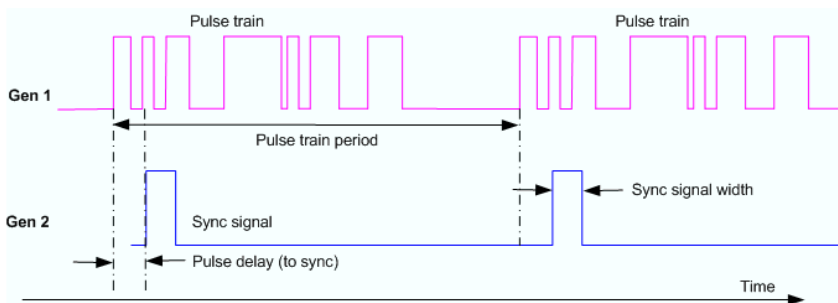 Pulse train Pulse train
Gen 1
Pulse train period
Sync signal width
Gen 2 Sync signal
Pulse delay (to sync)
Time